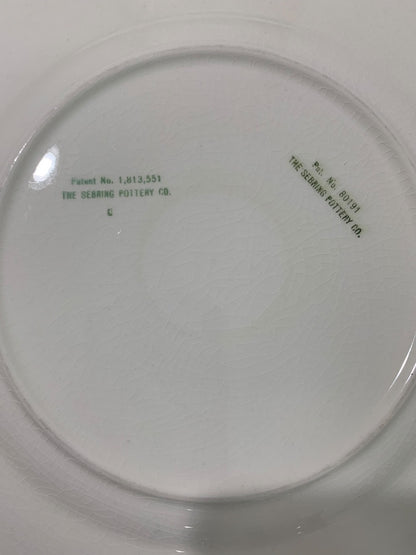 Patent No. 1,813,551
THE SEBRING POTTERY CO.
Pat. No. 80191
THE SEBRING POTTERY CO.